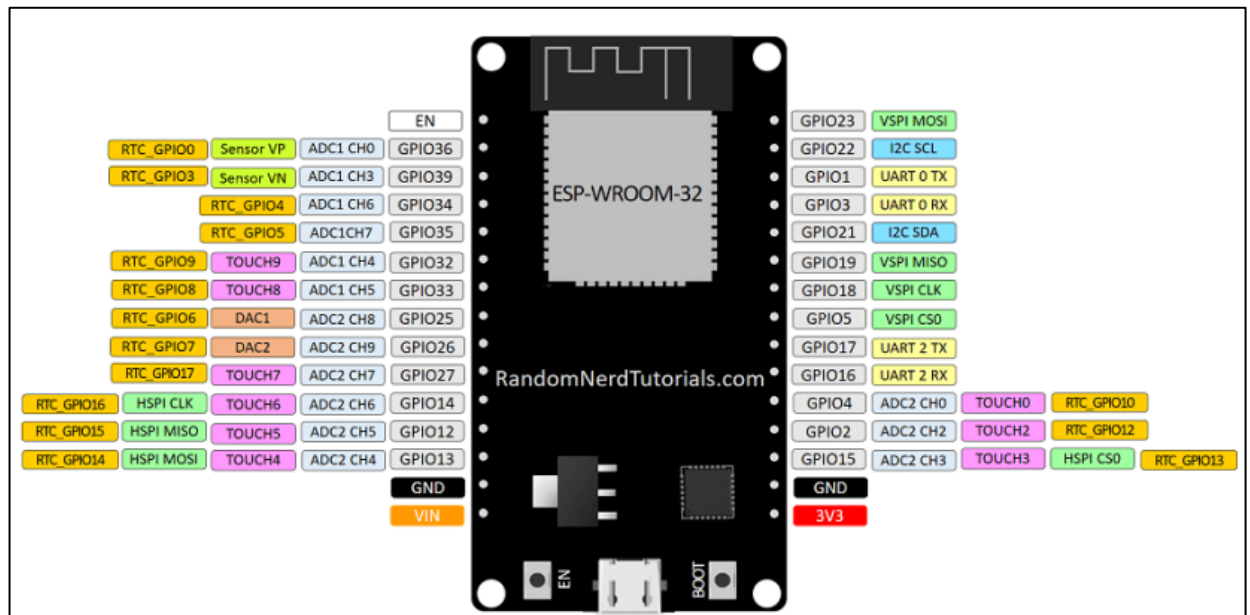 EN GPIO23 VSPI MOSI
RTC_GPIO0 Sensor VP ADC1 CH0 GPIO36 GPIO22 I2C SCL
RTC_GPIO3 Sensor VN ADC1 CH3 GPIO39 GPIO1 UART 0 TX
ESP-WROOM-32
RTC_GPIO4 ADC1 CH6 GPIO34 GPIO3 UART 0 RX
RTC_GPIO5 ADC1CH7 GPIO35 GPIO21 I2C SDA
RTC_GPIO9 TOUCH9 ADC1 CH4 GPIO32 GPIO19 VSPI MISO
RTC_GPIO8 TOUCH8 ADC1 CH5 GPIO33 GPIO18 VSPI CLK
RTC_GPIO6 DAC1 ADC2 CH8 GPIO25 GPIO5 VSPI CS0
RTC_GPIO7 DAC2 ADC2 CH9 GPIO26 GPIO17 UART 2 TX
RTC_GPIO17 TOUCH7 ADC2 CH7 GPIO27 RandomNerdTutorials.com GPIO16 UART 2 RX
RTC_GPIO16 HSPI CLK TOUCH6 ADC2 CH6 GPIO14 GPIO4 ADC2 CH0 TOUCH0 RTC_GPIO10
RTC_GPIO15 HSPI MISO TOUCH5 ADC2 CH5 GPIO12 GPIO2 ADC2 CH2 TOUCH2 RTC_GPIO12
RTC_GPIO14 HSPI MOSI TOUCH4 ADC2 CH4 GPIO13 GPIO15 ADC2 CH3 TOUCH3 HSPI CS0 RTC_GPIO13
GND GND
VIN 3V3
EN BOOT